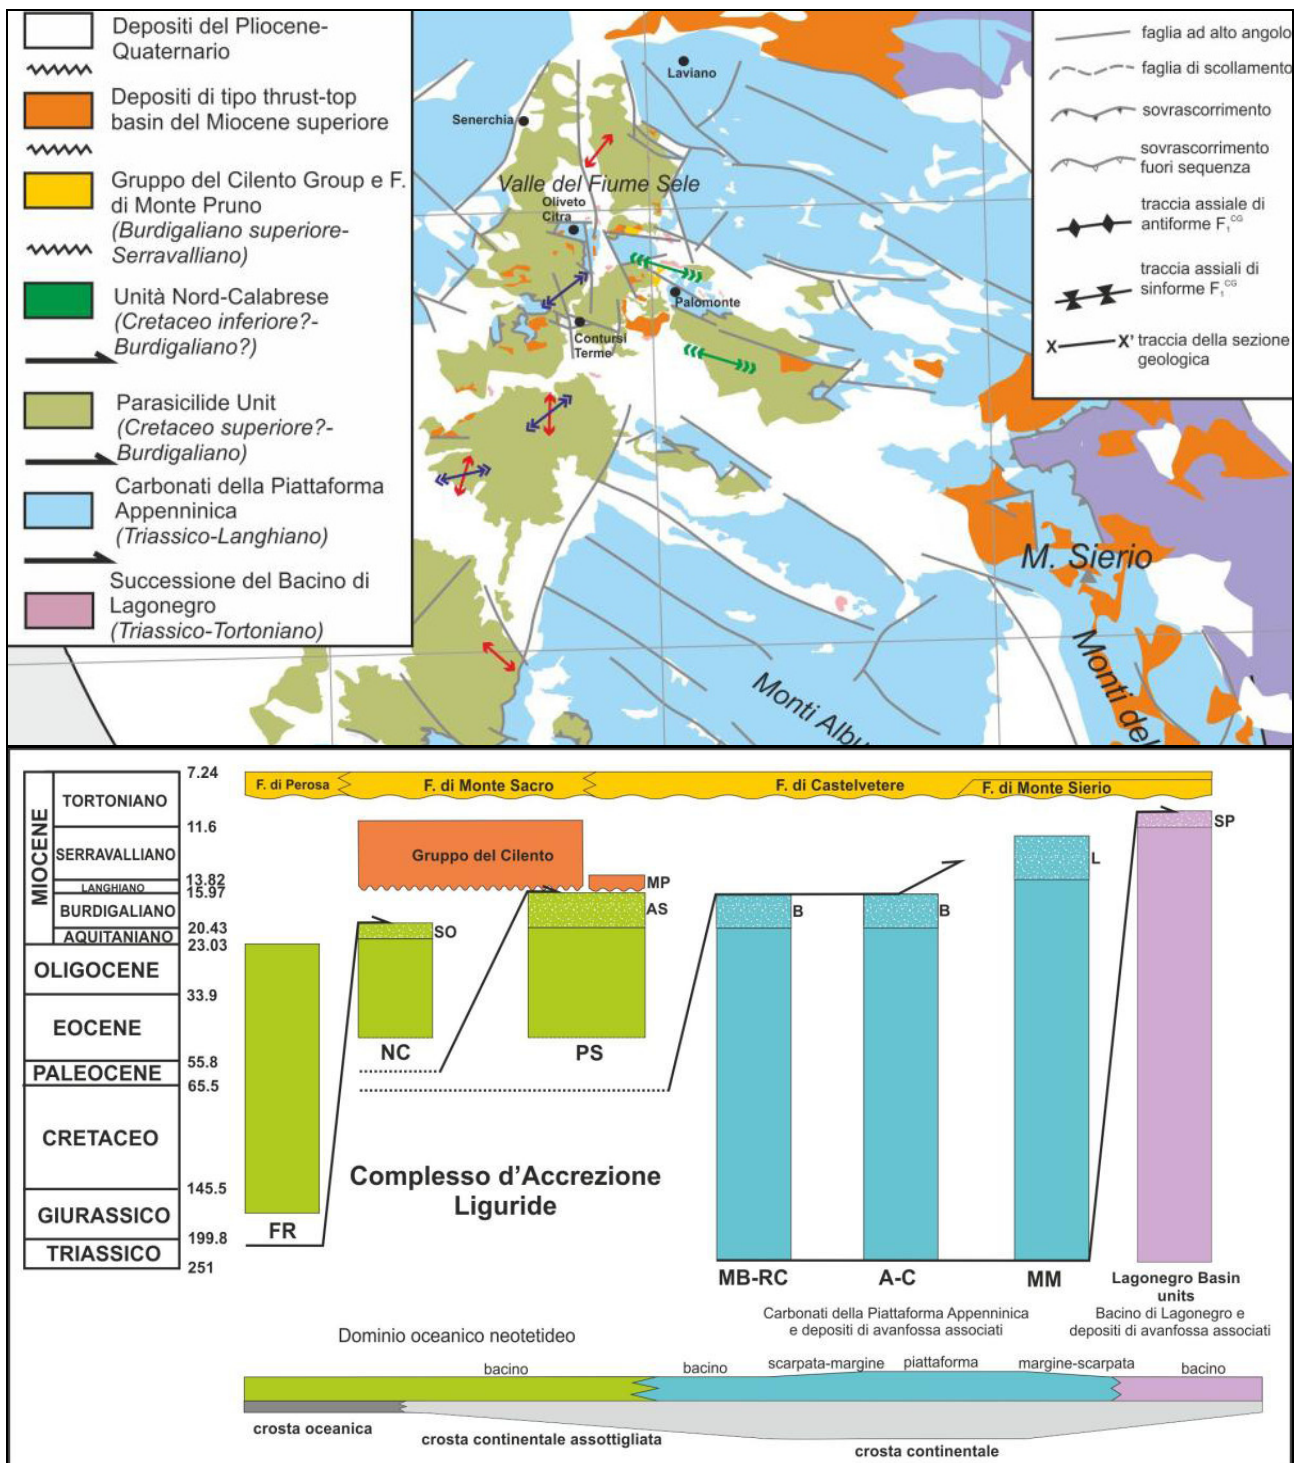 Depositi del Pliocene-
Quaternario
Depositi di tipo thrust-top
basin del Miocene superiore
Gruppo del Cilento Group e F.
di Monte Pruno
(Burdigaliano superiore-
Serravalliano)
Unità Nord-Calabrese
(Cretaceo inferiore?-
Burdigaliano?)
Parasicilide Unit
(Cretaceo superiore?-
Burdigaliano)
Carbonati della Piattaforma
Appenninica
(Triassico-Langhiano)
Successione del Bacino di
Lagonegro
(Triassico-Tortoniano)
Laviano
Senerchia
Valle del Fiume Sele
Oliveto
Citra
Palomonte
Contursi
Terme
M. Sierio
Monti Albu
Monti del
faglia ad alto angolo
faglia di scollamento
sovrascorrimento
sovrascorrimento
fuori sequenza
traccia assiale di
antiforme F₁ᶜᴳ
traccia assiali di
sinforme F₁ᶜᴳ
X X' traccia della sezione
geologica
MIOCENE
TORTONIANO
SERRAVALLIANO
LANGHIANO
BURDIGALIANO
AQUITANIANO
OLIGOCENE
EOCENE
PALEOCENE
CRETACEO
GIURASSICO
TRIASSICO
7.24
11.6
13.82
15.97
20.43
23.03
33.9
55.8
65.5
145.5
199.8
251
F. di Perosa
F. di Monte Sacro
F. di Castelvetere
F. di Monte Sierio
Gruppo del Cilento
MP
AS
SO
B
B
L
SP
NC
PS
FR
Complesso d'Accrezione
Liguride
MB-RC
A-C
MM
Lagonegro Basin
units
Carbonati della Piattaforma Appenninica
e depositi di avanfossa associati
Bacino di Lagonegro e
depositi di avanfossa associati
Dominio oceanico neotetideo
bacino
bacino
scarpata-margine
piattaforma
margine-scarpata
bacino
crosta oceanica
crosta continentale assottigliata
crosta continentale